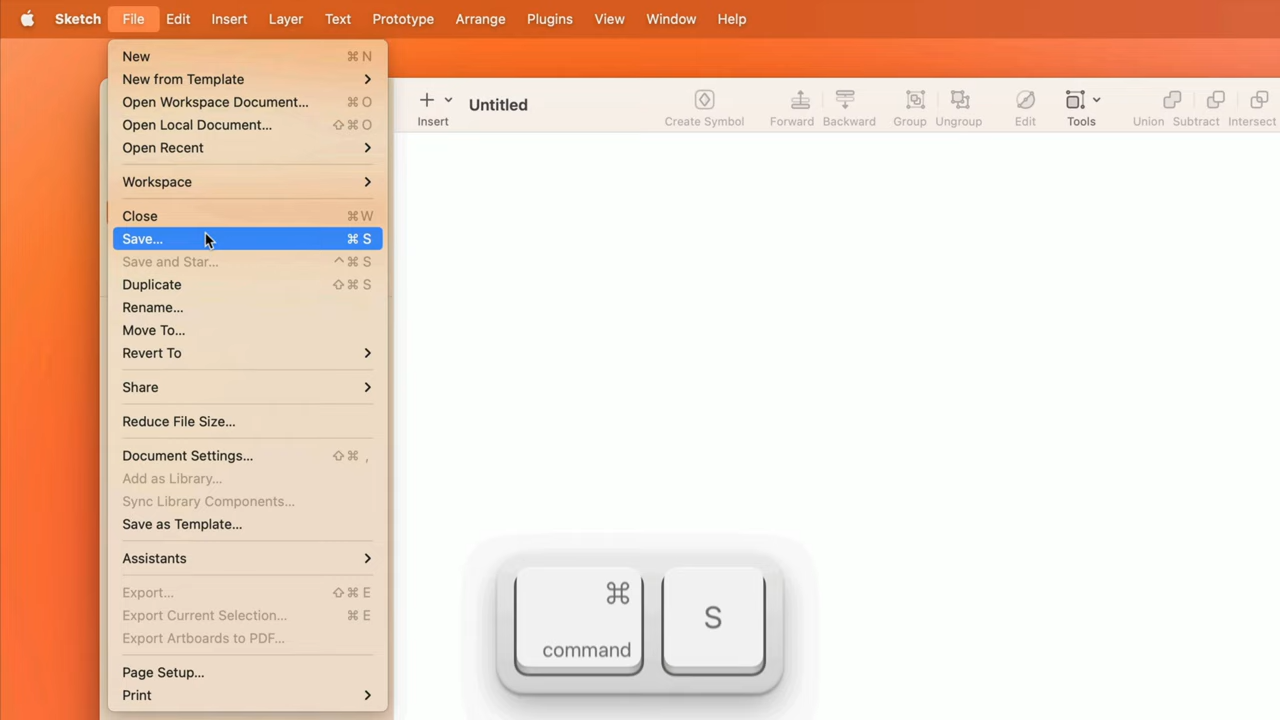 Sketch File Edit Insert Layer Text Prototype Arrange Plugins View Window Help
New ⌘ N
New from Template
Open Workspace Document... ⌘ O
Open Local Document... ⇧ ⌘ O
Open Recent
Workspace
Close ⌘ W
Save... ⌘ S
Save and Star... ^ ⌘ S
Duplicate ⇧ ⌘ S
Rename...
Move To...
Revert To
Share
Reduce File Size...
Document Settings... ⇧ ⌘ ,
Add as Library...
Sync Library Components...
Save as Template...
Assistants
Export... ⇧ ⌘ E
Export Current Selection... ⌘ E
Export Artboards to PDF...
Page Setup...
Print
Untitled
Insert Create Symbol Forward Backward Group Ungroup Edit Tools Union Subtract Intersect
⌘
command S